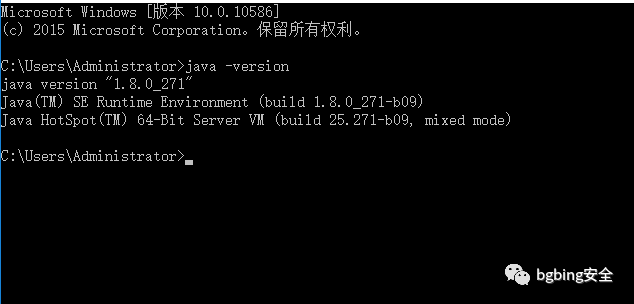 Microsoft Windows [版本 10.0.10586]
(c) 2015 Microsoft Corporation。保留所有权利。
C:\Users\Administrator>java -version
java version "1.8.0_271"
Java(TM) SE Runtime Environment (build 1.8.0_271-b09)
Java HotSpot(TM) 64-Bit Server VM (build 25.271-b09, mixed mode)
C:\Users\Administrator>
bgbing安全